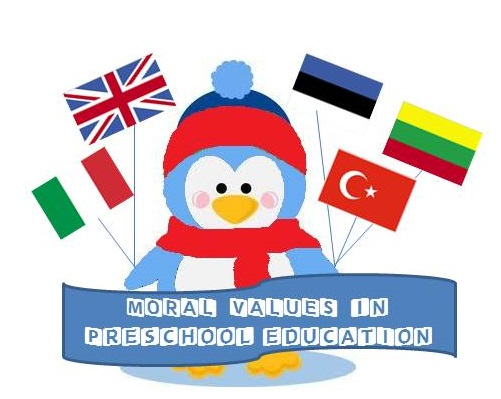 MORAL VALUES IN
PRESCHOOL EDUCATION